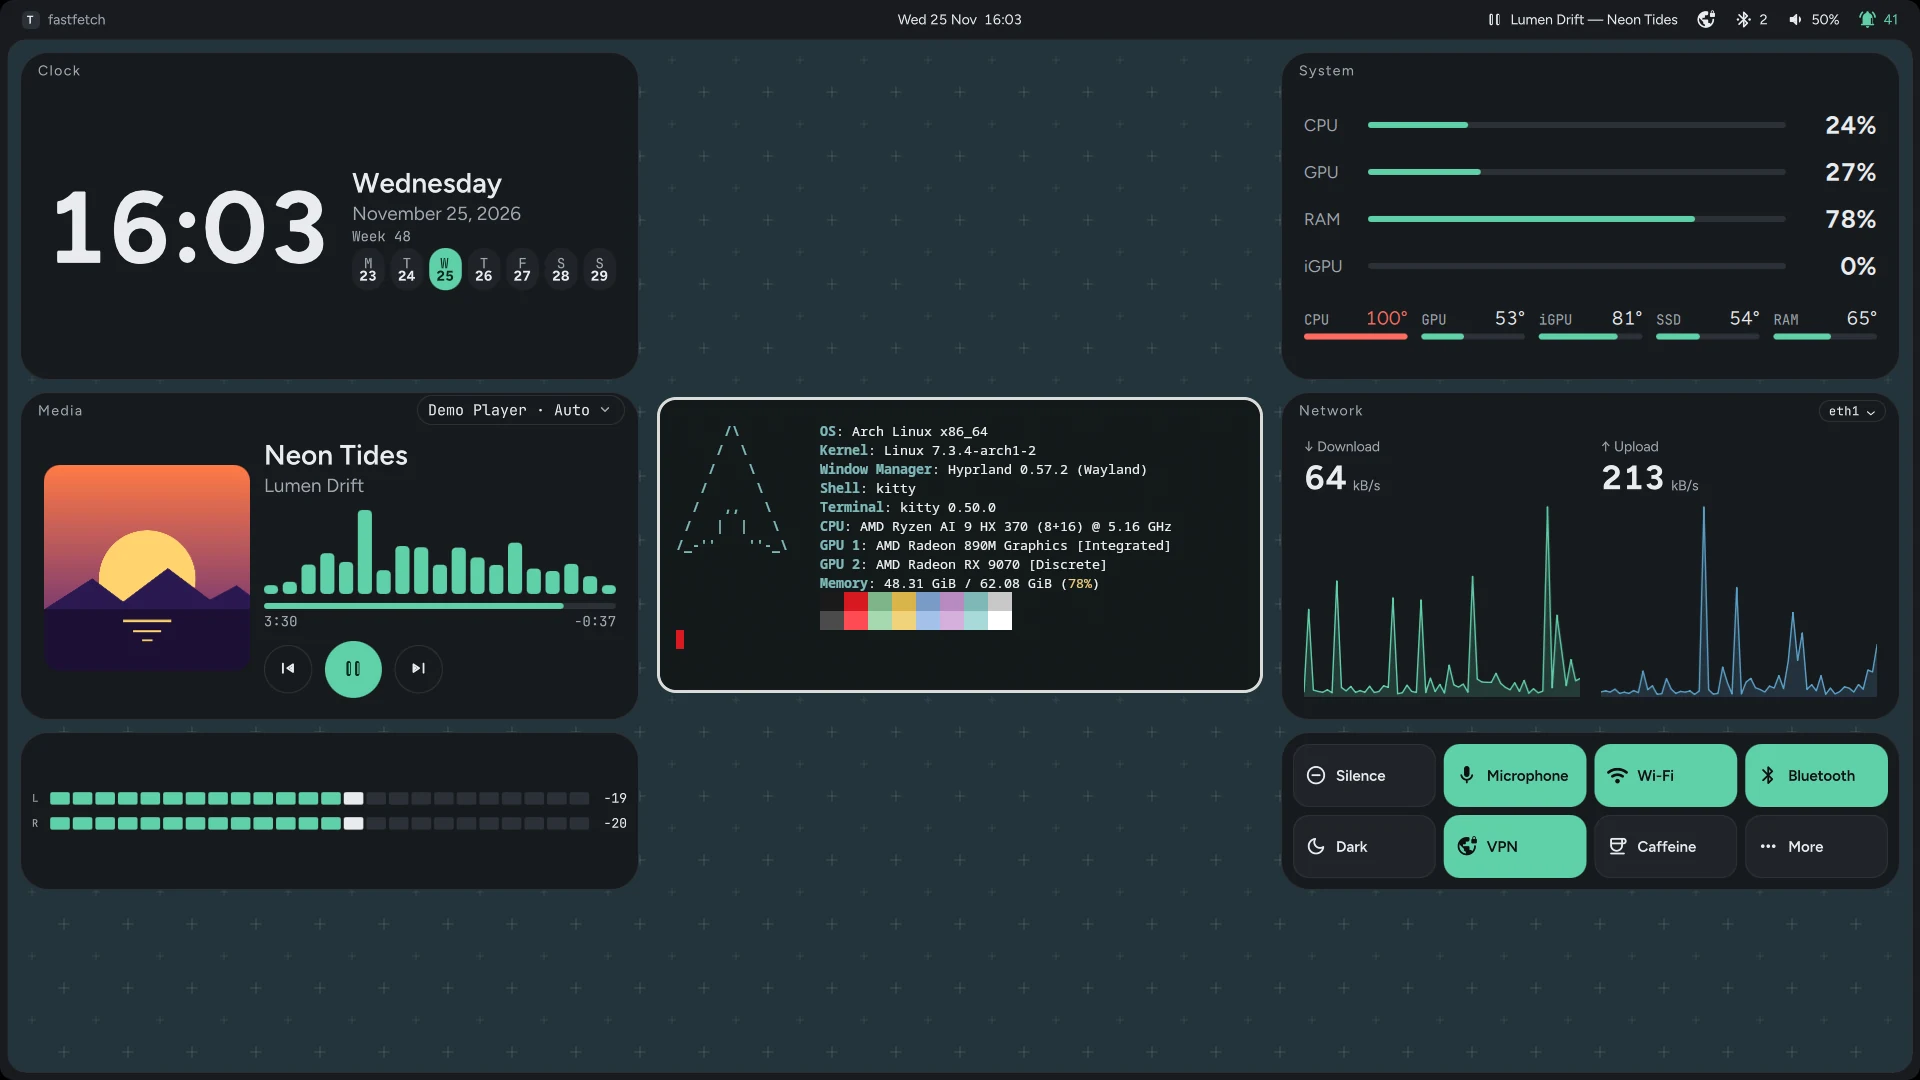 T fastfetch
Wed 25 Nov 16:03
Lumen Drift — Neon Tides
2
50%
41
Clock
16:03
Wednesday
November 25, 2026
Week 48
M T W T F S S
23 24 25 26 27 28 29
Media
Demo Player · Auto
Neon Tides
Lumen Drift
3:30
-0:37
L -19
R -20
/\
/  \
/    \
/      \
/   ,,   \
/   |  |   \
/_-''    ''-_\
OS: Arch Linux x86_64
Kernel: Linux 7.3.4-arch1-2
Window Manager: Hyprland 0.57.2 (Wayland)
Shell: kitty
Terminal: kitty 0.50.0
CPU: AMD Ryzen AI 9 HX 370 (8+16) @ 5.16 GHz
GPU 1: AMD Radeon 890M Graphics [Integrated]
GPU 2: AMD Radeon RX 9070 [Discrete]
Memory: 48.31 GiB / 62.08 GiB (78%)
System
CPU 24%
GPU 27%
RAM 78%
iGPU 0%
CPU 100° GPU 53° iGPU 81° SSD 54° RAM 65°
Network
eth1
↓ Download
64 kB/s
↑ Upload
213 kB/s
Silence Microphone Wi-Fi Bluetooth
Dark VPN Caffeine More